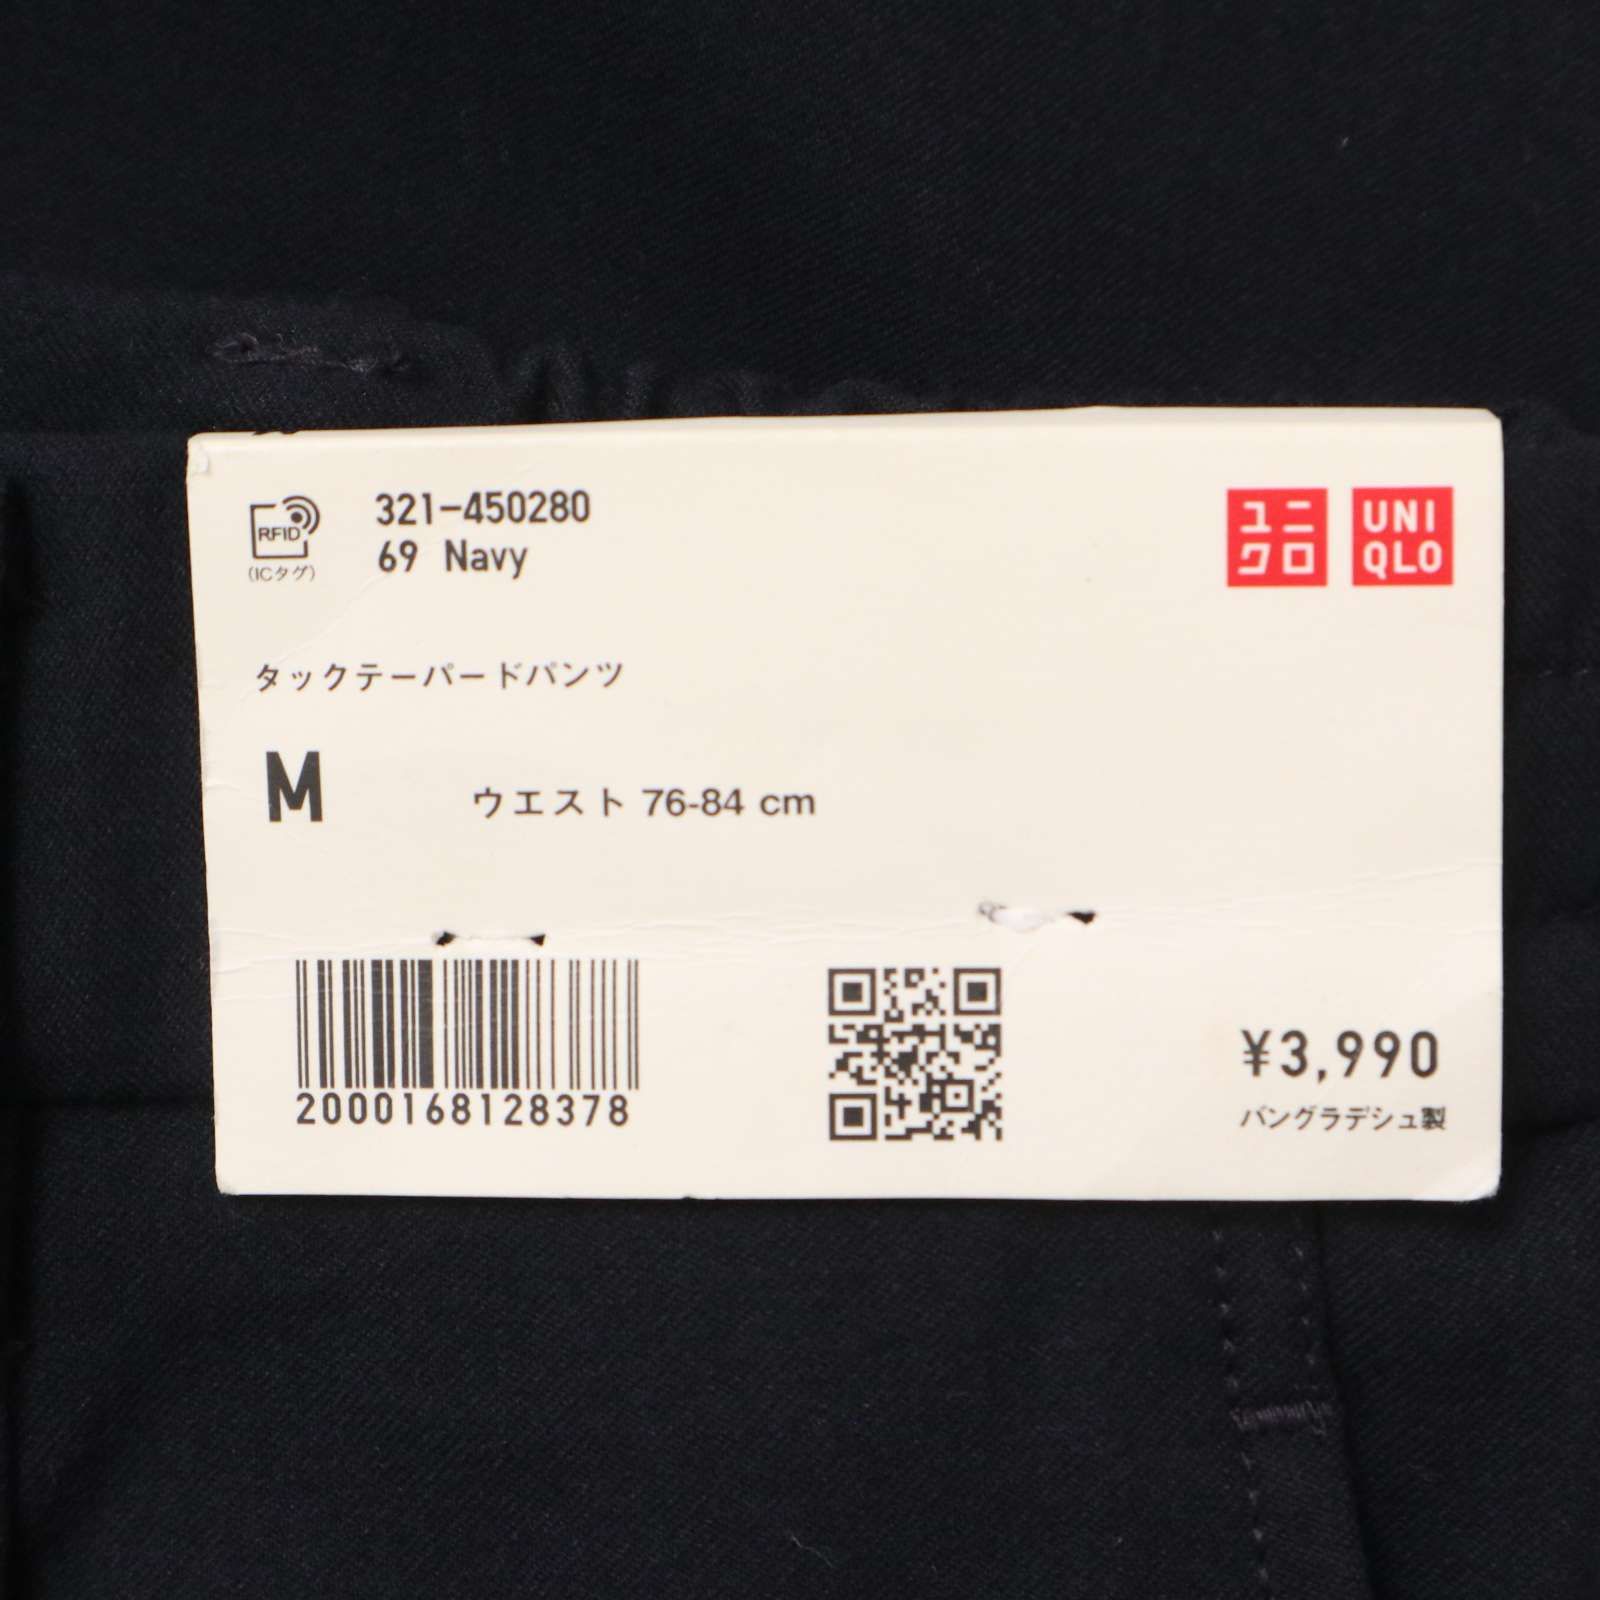 RFID
(ICタグ)
321-450280
69 Navy
ユニ
クロ
UNI
QLO
タックテーパードパンツ
M
ウエスト 76-84 cm
2000168128378
¥3,990
バングラデシュ製